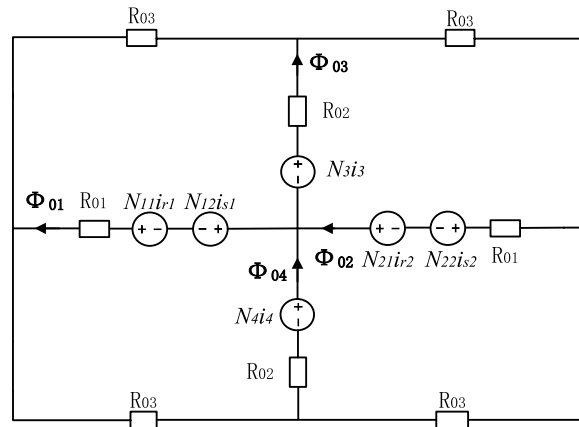 R03 R03
Φ03
R02
N3i3
Φ01 R01 N11ir1 N12is1
+ − − + + − − +
Φ04 Φ02 N21ir2 N22is2 R01
N4i4
R02
R03 R03